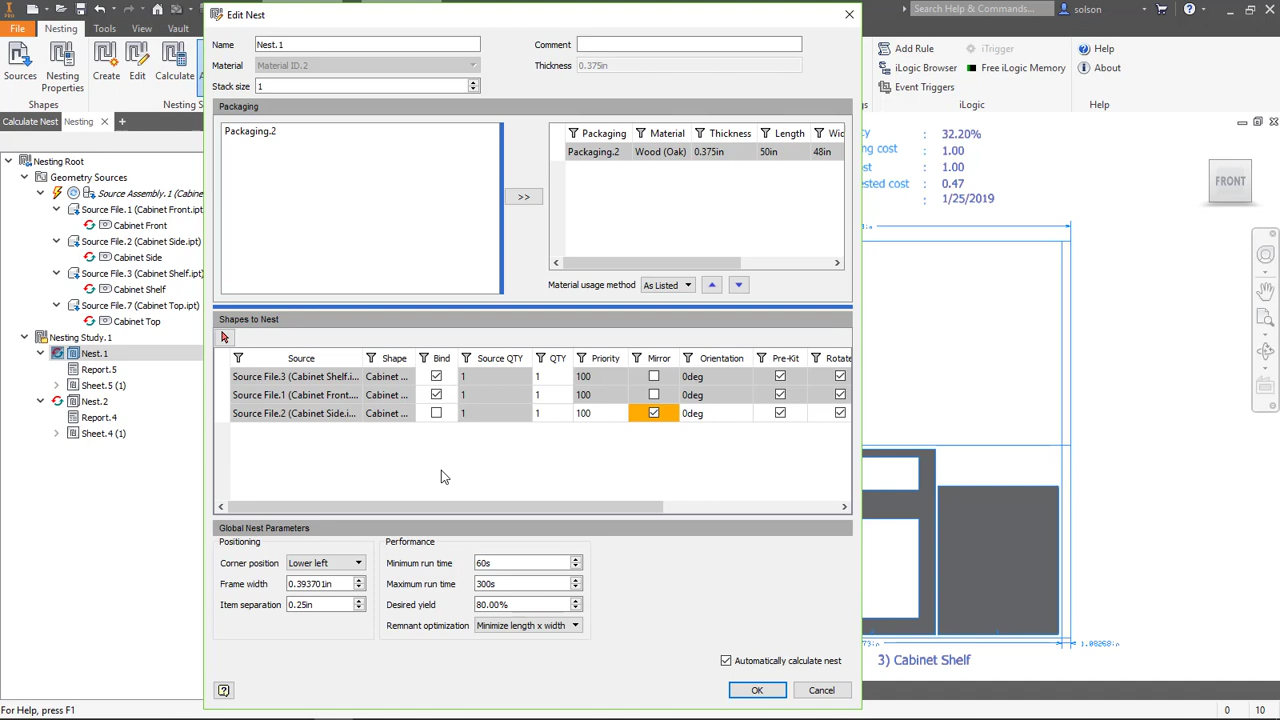 Edit Nest
Search Help & Commands...
solson
File
Nesting
Tools
View
Vault
Name
Nest.1
Comment
Material
Material ID.2
Thickness
0.375in
Stack size
1
Sources
Nesting
Properties
Create
Edit
Calculate
Shapes
Nesting S
Add Rule
iTrigger
Help
iLogic Browser
Free iLogic Memory
About
Event Triggers
iLogic
Help
Calculate Nest
Nesting
Nesting Root
Geometry Sources
Source Assembly.1 (Cabine
Source File.1 (Cabinet Front.ipt
Cabinet Front
Source File.2 (Cabinet Side.ipt)
Cabinet Side
Source File.3 (Cabinet Shelf.ipt
Cabinet Shelf
Source File.7 (Cabinet Top.ipt)
Cabinet Top
Nesting Study.1
Nest.1
Report.5
Sheet.5 (1)
Nest.2
Report.4
Sheet.4 (1)
Packaging
Packaging.2
>>
Packaging Material Thickness Length Wid
Packaging.2 Wood (Oak) 0.375in 50in 48in
Material usage method
As Listed
Shapes to Nest
Source Shape Bind Source QTY QTY Priority Mirror Orientation Pre-Kit Rotate
Source File.3 (Cabinet Shelf.i... Cabinet ... 1 1 100 0deg
Source File.1 (Cabinet Front.... Cabinet ... 1 1 100 0deg
Source File.2 (Cabinet Side.i... Cabinet ... 1 1 100 0deg
Global Nest Parameters
Positioning
Corner position
Lower left
Frame width
0.393701in
Item separation
0.25in
Performance
Minimum run time
60s
Maximum run time
300s
Desired yield
80.00%
Remnant optimization
Minimize length x width
Automatically calculate nest
OK
Cancel
: 32.20%
ng cost : 1.00
: 1.00
ested cost : 0.47
: 1/25/2019
FRONT
1.08268in
3) Cabinet Shelf
For Help, press F1
0
10